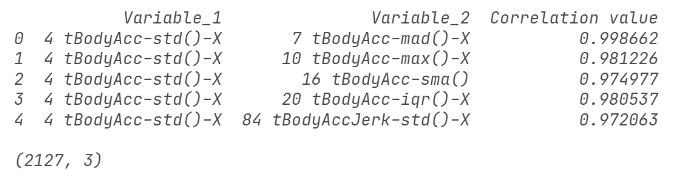 Variable_1 Variable_2 Correlation value
0 4 tBodyAcc-std()-X 7 tBodyAcc-mad()-X 0.998662
1 4 tBodyAcc-std()-X 10 tBodyAcc-max()-X 0.981226
2 4 tBodyAcc-std()-X 16 tBodyAcc-sma() 0.974977
3 4 tBodyAcc-std()-X 20 tBodyAcc-iqr()-X 0.980537
4 4 tBodyAcc-std()-X 84 tBodyAccJerk-std()-X 0.972063
(2127, 3)